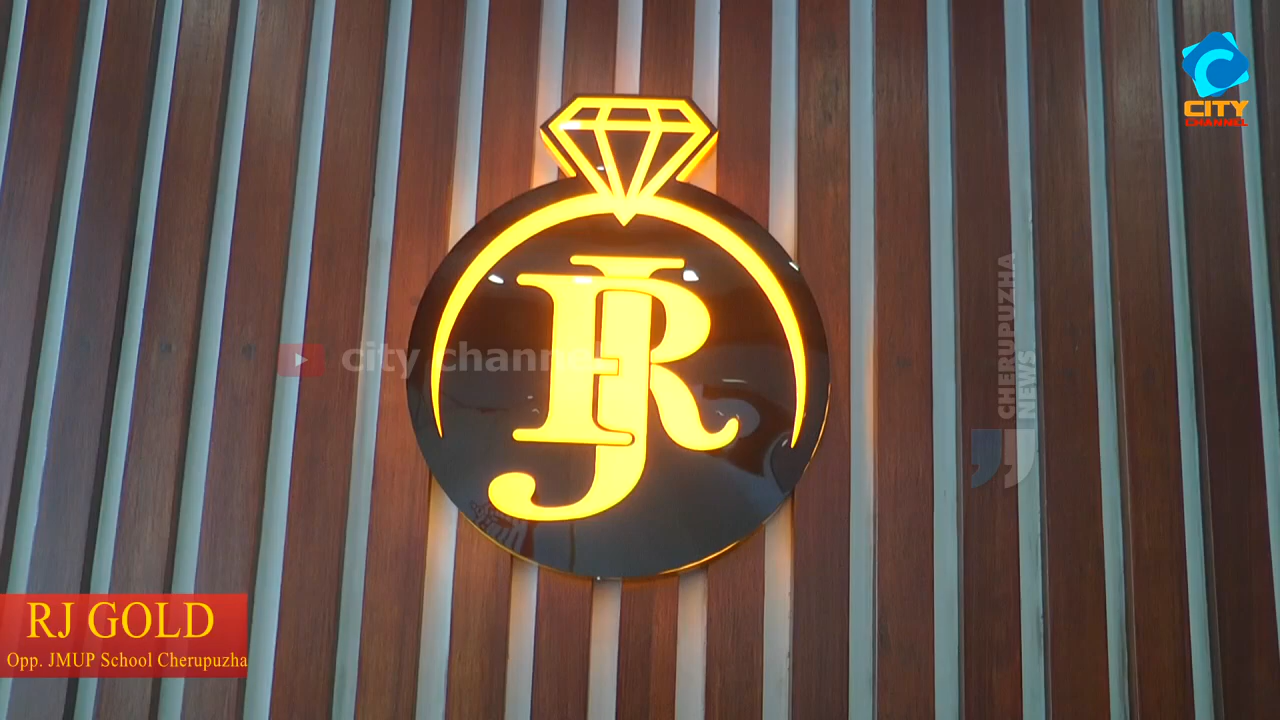 CITY
CHANNEL
RJ
city channel
CHERUPUZHA
NEWS
RJ GOLD
Opp. JMUP School Cherupuzha